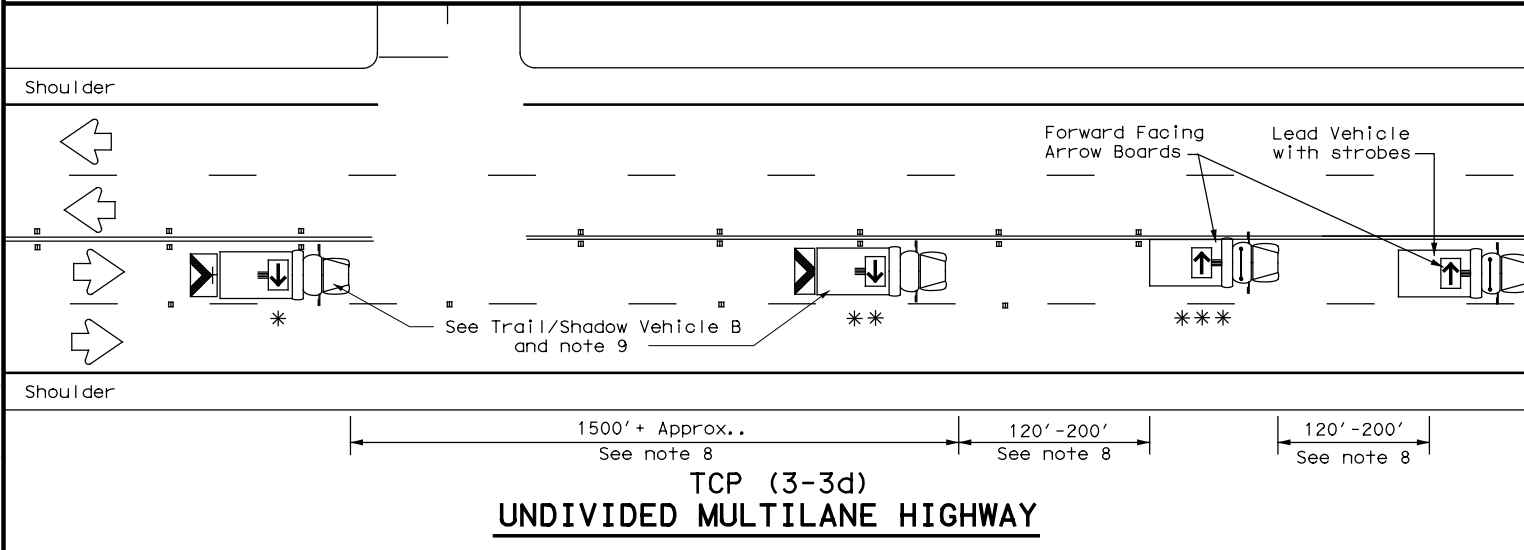 Shoulder
Forward Facing
Arrow Boards
Lead Vehicle
with strobes
*
**
***
See Trail/Shadow Vehicle B
and note 9
Shoulder
1500'+ Approx..
See note 8
120'-200'
See note 8
120'-200'
See note 8
TCP (3-3d)
UNDIVIDED MULTILANE HIGHWAY